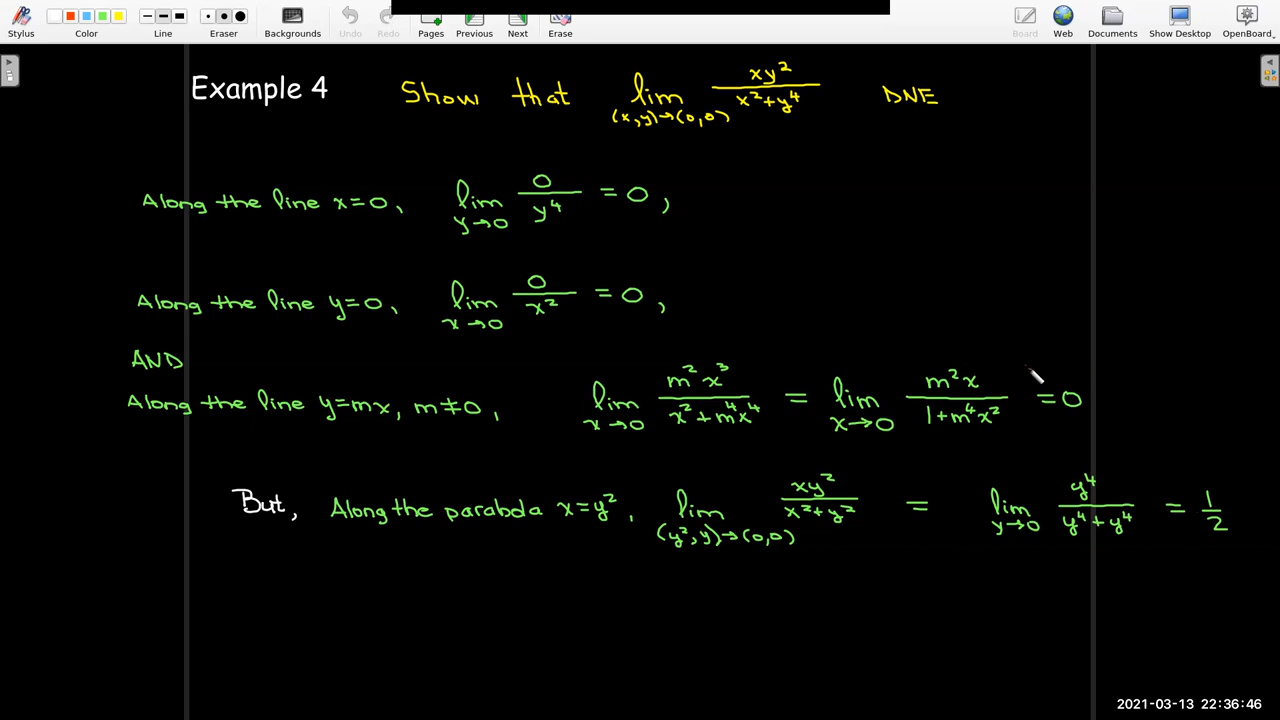 Stylus Color Line Eraser Backgrounds Undo Redo Pages Previous Next Erase Board Web Documents Show Desktop OpenBoard
Example 4 Show that lim (x,y)→(0,0) xy²/(x²+y⁴) DNE
Along the line x=0, lim y→0 0/y⁴ = 0,
Along the line y=0, lim x→0 0/x² = 0,
AND
Along the line y=mx, m≠0, lim x→0 m²x³/(x²+m⁴x⁴) = lim x→0 m²x/(1+m⁴x²) = 0
But, Along the parabola x=y², lim (y²,y)→(0,0) xy²/(x²+y²) = lim y→0 y⁴/(y⁴+y⁴) = 1/2
2021-03-13 22:36:46